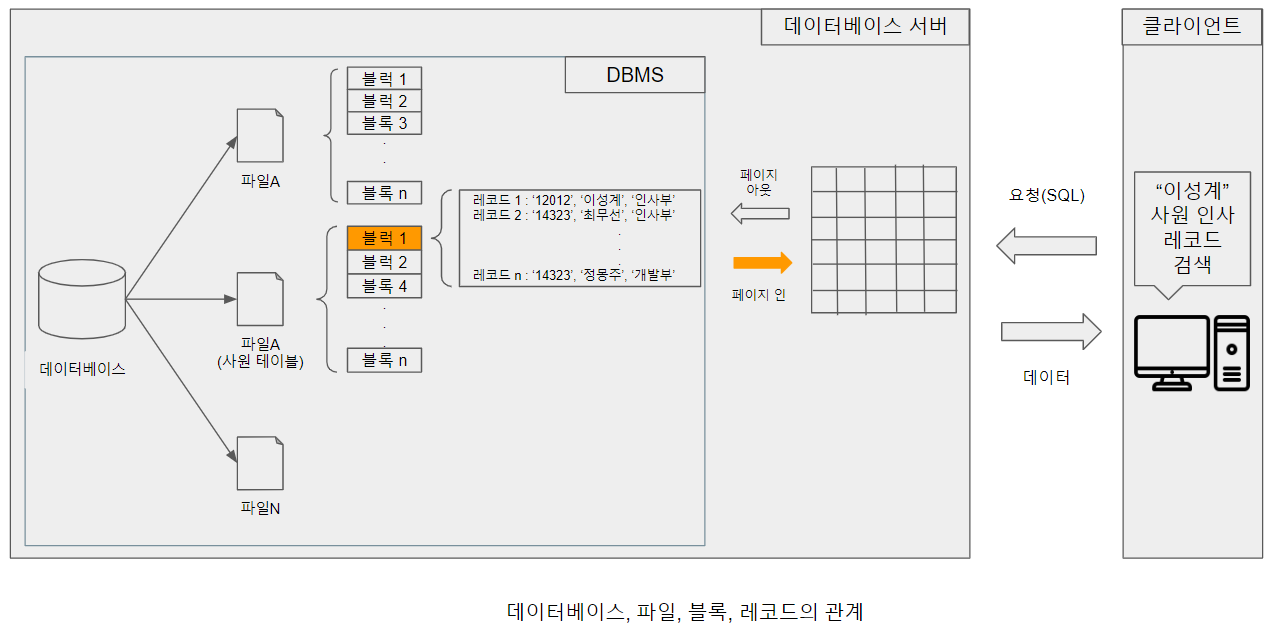 데이터베이스 서버
클라이언트
DBMS
블럭 1
블럭 2
블록 3
.
.
블록 n
파일A
레코드 1 : ‘12012’, ‘이성계’, ‘인사부’
레코드 2 : ‘14323’, ‘최무선’, ‘인사부’
.
.
.
레코드 n : ‘14323’, ‘정몽주’, ‘개발부’
블럭 1
블럭 2
블록 4
.
.
.
블록 n
파일A
(사원 테이블)
데이터베이스
파일N
페이지
아웃
페이지 인
요청(SQL)
데이터
“이성계”
사원 인사
레코드
검색
데이터베이스, 파일, 블록, 레코드의 관계